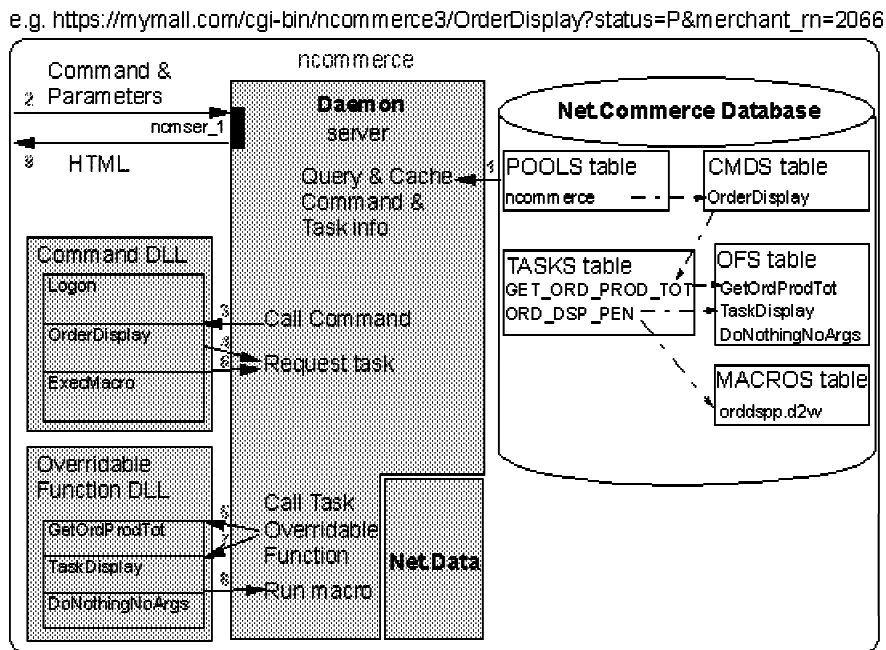 e.g. https://mymall.com/cgi-bin/ncommerce3/OrderDisplay?status=P&merchant_rn=2066
ncommerce
Command &
Parameters
2
ncmser_1
9
HTML
Daemon
server
Query & Cache
Command &
Task info
1
Net.Commerce Database
POOLS table
ncommerce
CMDS table
OrderDisplay
TASKS table
GET_ORD_PROD_TOT
ORD_DSP_PEN
OFS table
GetOrdProdTot
TaskDisplay
DoNothingNoArgs
MACROS table
orddspp.d2w
Command DLL
Logon
OrderDisplay
ExecMacro
3
Call Command
Request task
Overridable
Function DLL
GetOrdProdTot
TaskDisplay
DoNothingNoArgs
5
Call Task
Overridable
Function
8
Run macro
Net.Data